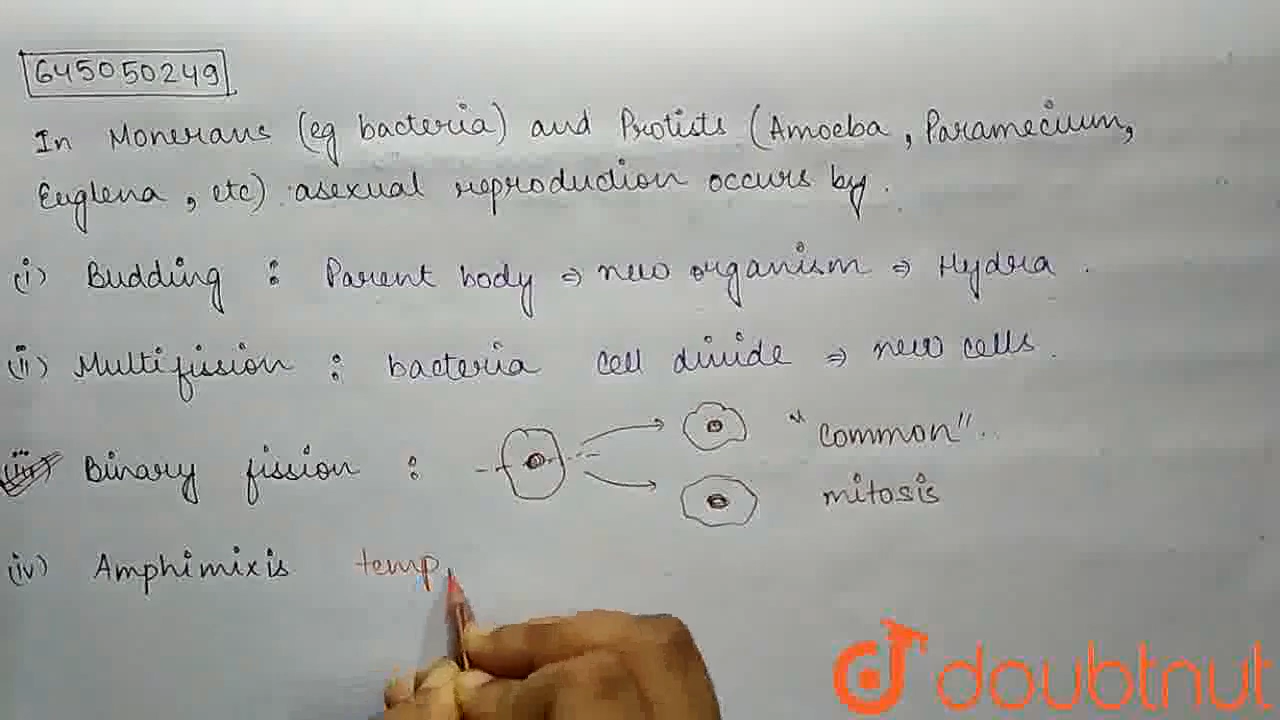 645050249
In Monerans (eg bacteria) and Protists (Amoeba, Paramecium,
Euglena, etc) asexual reproduction occurs by.
(i) Budding : Parent body ⇒ new organism ⇒ Hydra.
(ii) Multifission : bacteria cell divide ⇒ new cells.
(iii) Binary fission : "common"..
mitosis
(iv) Amphimixis temp
doubtnut